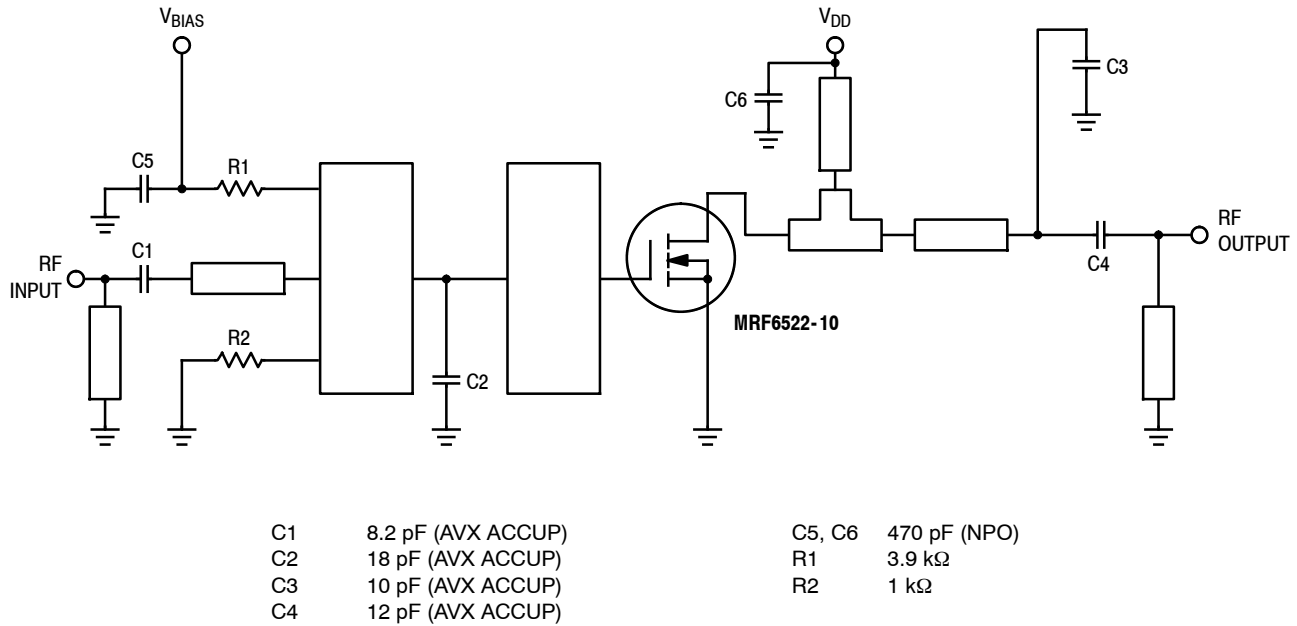 VBIAS
VDD
C3
C6
C5
R1
RF
OUTPUT
C1
C4
RF
INPUT
MRF6522-10
R2
C2
C1 8.2 pF (AVX ACCUP)
C2 18 pF (AVX ACCUP)
C3 10 pF (AVX ACCUP)
C4 12 pF (AVX ACCUP)
C5, C6 470 pF (NPO)
R1 3.9 kΩ
R2 1 kΩ